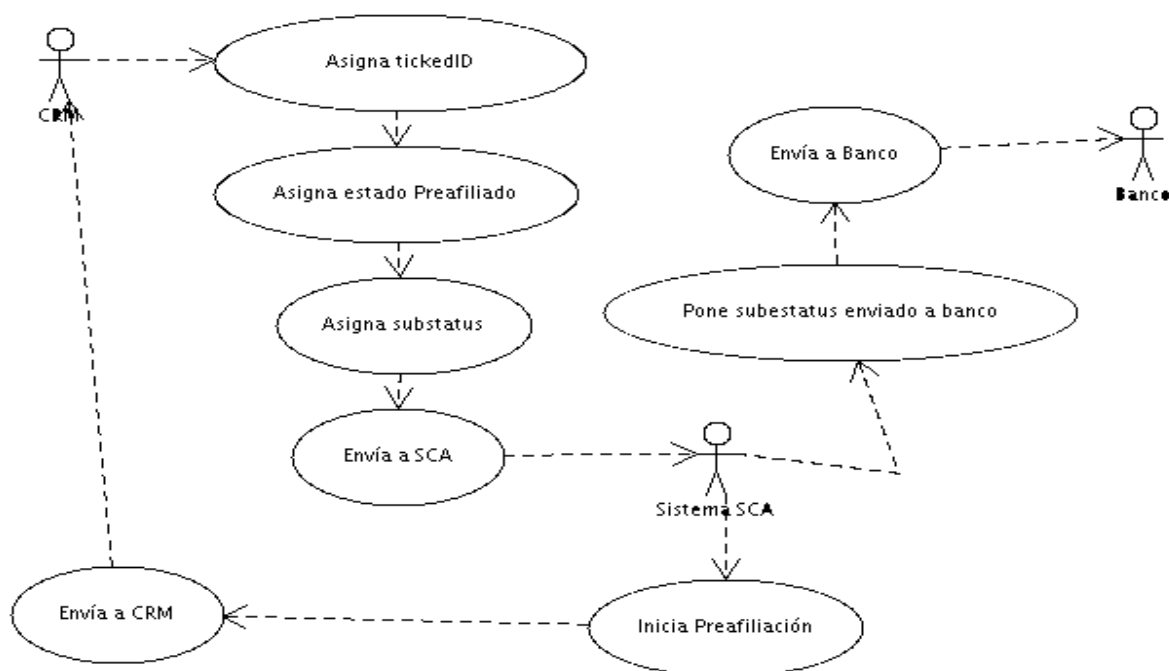 Asigna tickedID
CRM
Envía a Banco
Asigna estado Preafiliado
Banco
Pone subestatus enviado a banco
Asigna substatus
Envía a SCA
Sistema SCA
Envía a CRM
Inicia Preafiliación